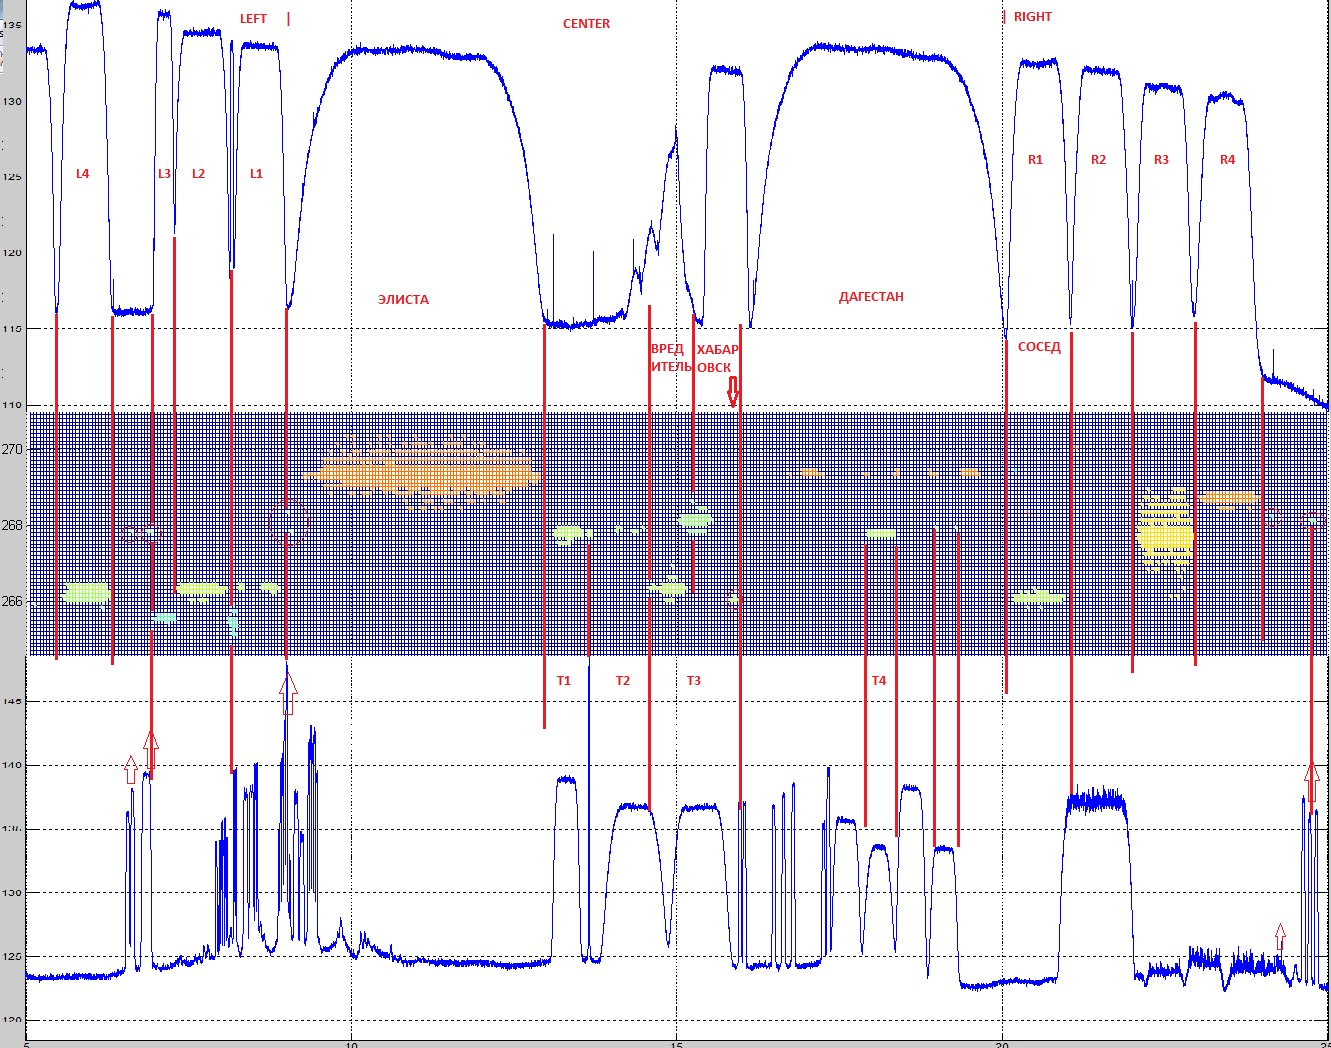 LEFT |
CENTER
| RIGHT
135
130
125
120
115
110
L4
L3
L2
L1
R1
R2
R3
R4
ЭЛИСТА
ДАГЕСТАН
ВРЕД
ИТЕЛЬ
ХАБАР
ОВСК
СОСЕД
270
268
266
T1
T2
T3
T4
145
140
135
130
125
120
5
10
15
20
25